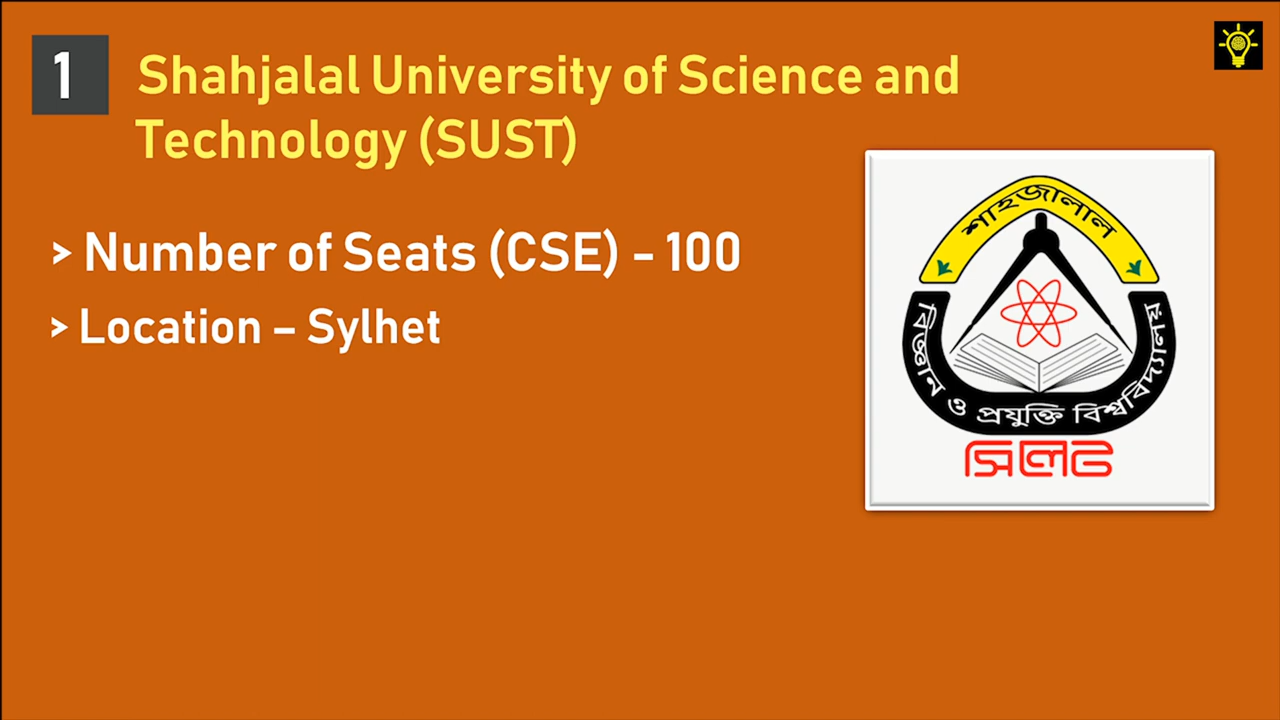 1
Shahjalal University of Science and
Technology (SUST)
> Number of Seats (CSE) - 100
> Location – Sylhet
শাহজালাল
বিজ্ঞান ও প্রযুক্তি বিশ্ববিদ্যালয়
সিলেট